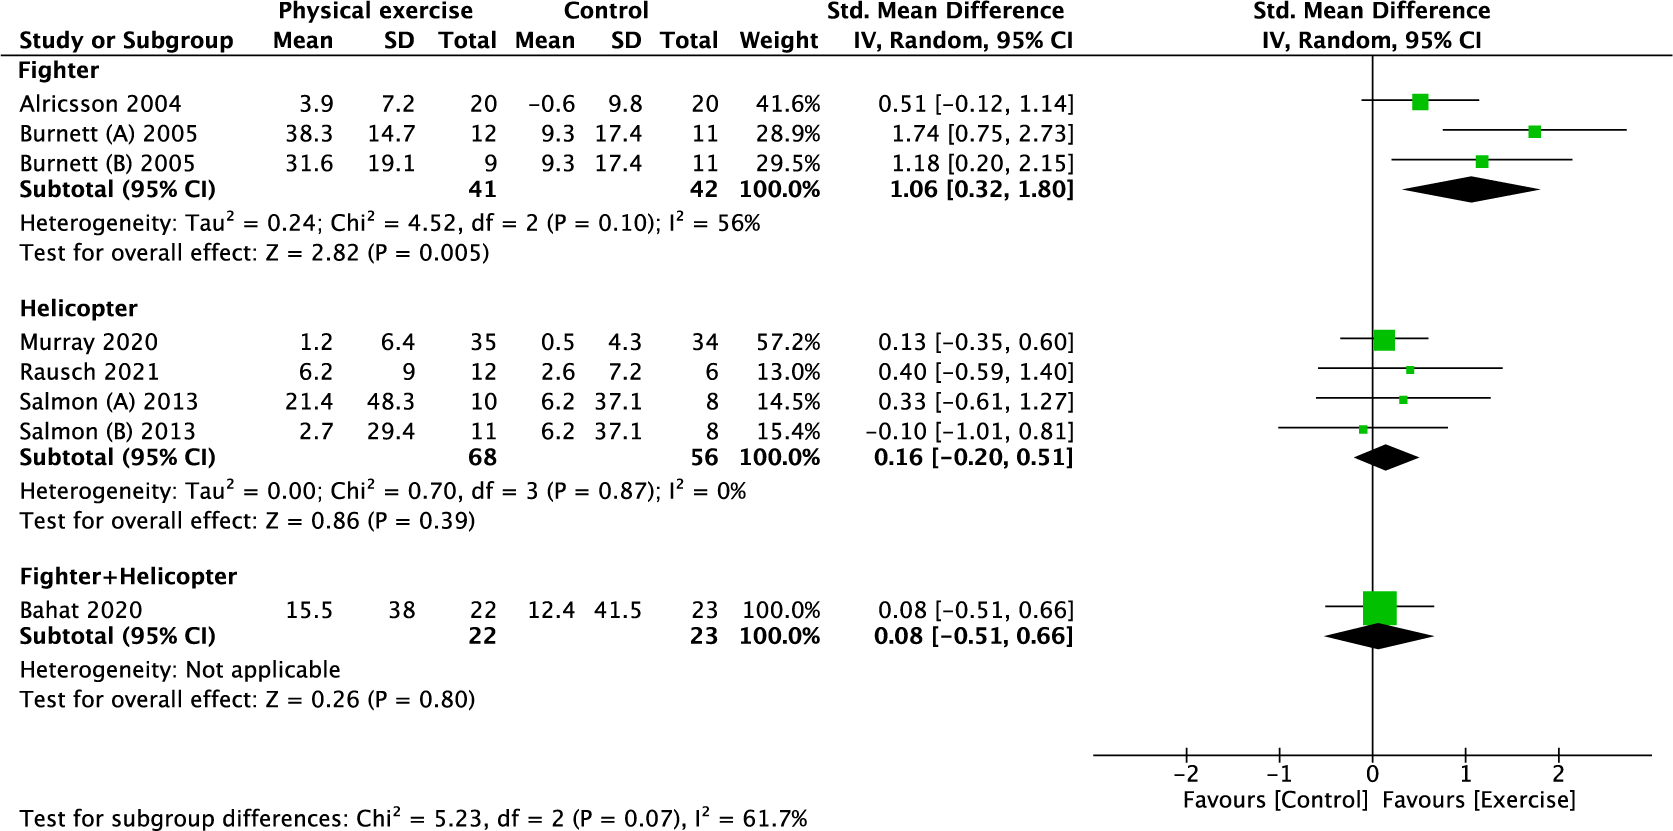 Physical exercise Control Std. Mean Difference Std. Mean Difference
Study or Subgroup Mean SD Total Mean SD Total Weight IV, Random, 95% CI IV, Random, 95% CI
Fighter
Alricsson 2004 3.9 7.2 20 −0.6 9.8 20 41.6% 0.51 [−0.12, 1.14]
Burnett (A) 2005 38.3 14.7 12 9.3 17.4 11 28.9% 1.74 [0.75, 2.73]
Burnett (B) 2005 31.6 19.1 9 9.3 17.4 11 29.5% 1.18 [0.20, 2.15]
Subtotal (95% CI) 41 42 100.0% 1.06 [0.32, 1.80]
Heterogeneity: Tau² = 0.24; Chi² = 4.52, df = 2 (P = 0.10); I² = 56%
Test for overall effect: Z = 2.82 (P = 0.005)
Helicopter
Murray 2020 1.2 6.4 35 0.5 4.3 34 57.2% 0.13 [−0.35, 0.60]
Rausch 2021 6.2 9 12 2.6 7.2 6 13.0% 0.40 [−0.59, 1.40]
Salmon (A) 2013 21.4 48.3 10 6.2 37.1 8 14.5% 0.33 [−0.61, 1.27]
Salmon (B) 2013 2.7 29.4 11 6.2 37.1 8 15.4% −0.10 [−1.01, 0.81]
Subtotal (95% CI) 68 56 100.0% 0.16 [−0.20, 0.51]
Heterogeneity: Tau² = 0.00; Chi² = 0.70, df = 3 (P = 0.87); I² = 0%
Test for overall effect: Z = 0.86 (P = 0.39)
Fighter+Helicopter
Bahat 2020 15.5 38 22 12.4 41.5 23 100.0% 0.08 [−0.51, 0.66]
Subtotal (95% CI) 22 23 100.0% 0.08 [−0.51, 0.66]
Heterogeneity: Not applicable
Test for overall effect: Z = 0.26 (P = 0.80)
−2 −1 0 1 2
Favours [Control] Favours [Exercise]
Test for subgroup differences: Chi² = 5.23, df = 2 (P = 0.07), I² = 61.7%